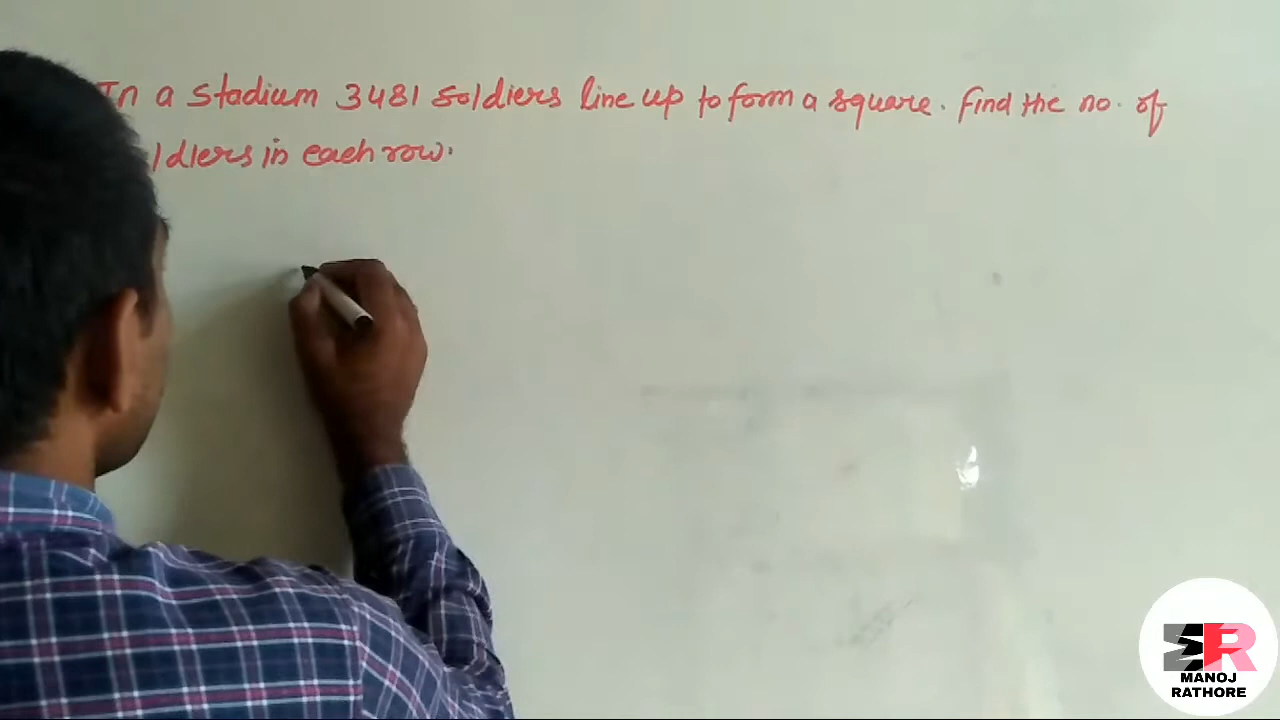 In a Stadium 3481 soldiers line up to form a square. Find the no. of
ldiers in each row.
MANOJ
RATHORE